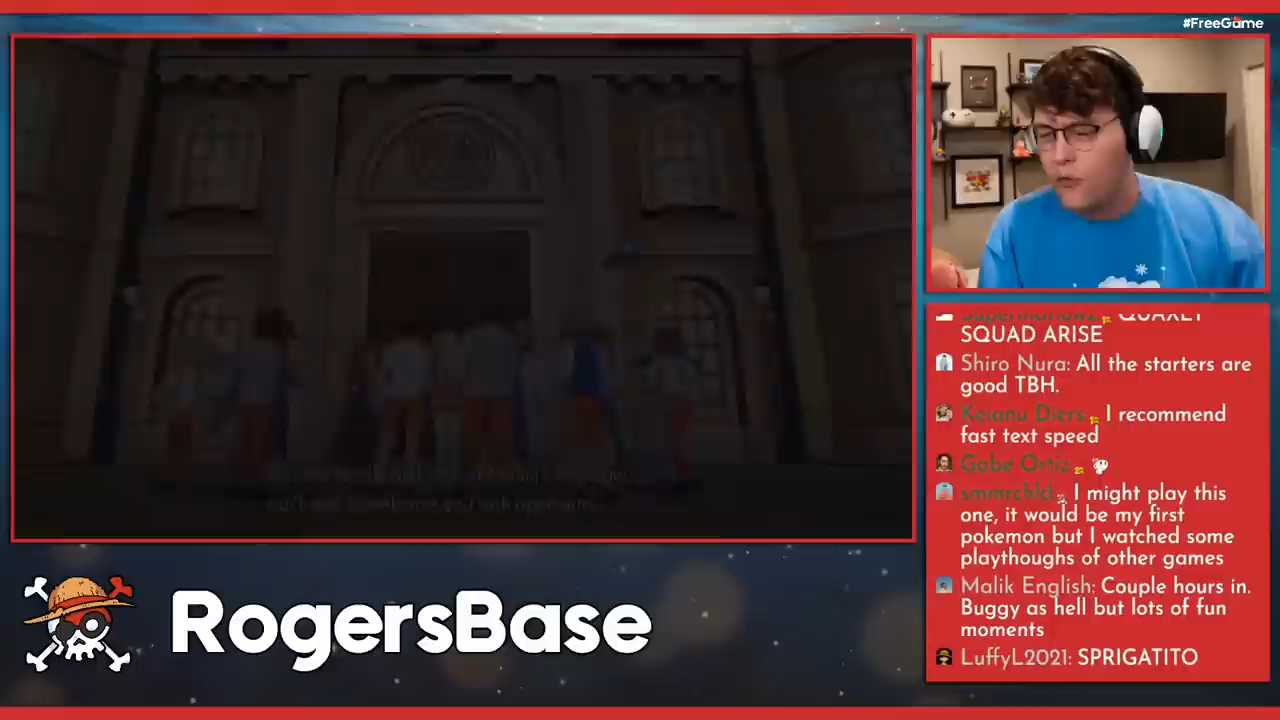 #FreeGame
QUAXLY
SQUAD ARISE
Shiro Nura: All the starters are
good TBH.
Keianu Diers: I recommend
fast text speed
Gabe Ortiz
smmrchld: I might play this
one, it would be my first
pokemon but I watched some
playthoughs of other games
Malik English: Couple hours in.
Buggy as hell but lots of fun
moments
LuffyL2021: SPRIGATITO
RogersBase